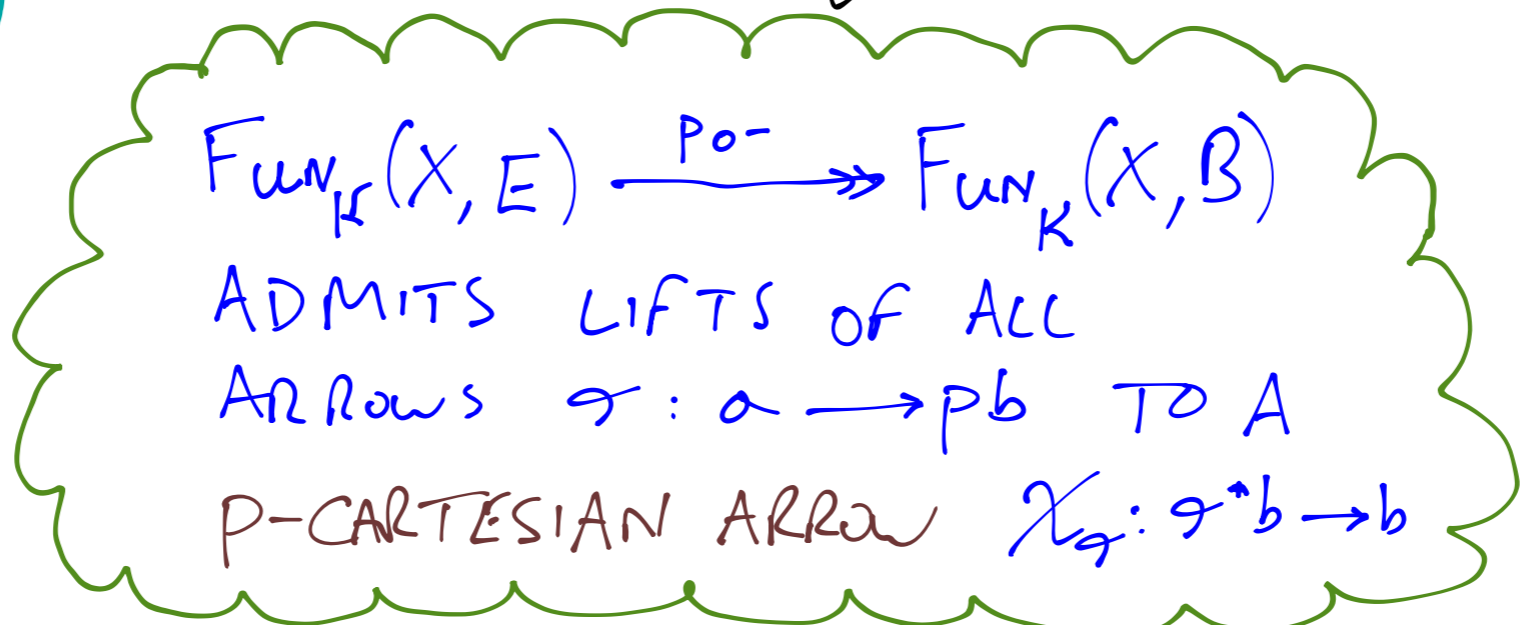 Fun_K(X, E) —p∘-→→ Fun_K(X, B)
ADMITS LIFTS OF ALL
ARROWS σ : a → pb TO A
P-CARTESIAN ARROW χ_σ : σ*b → b